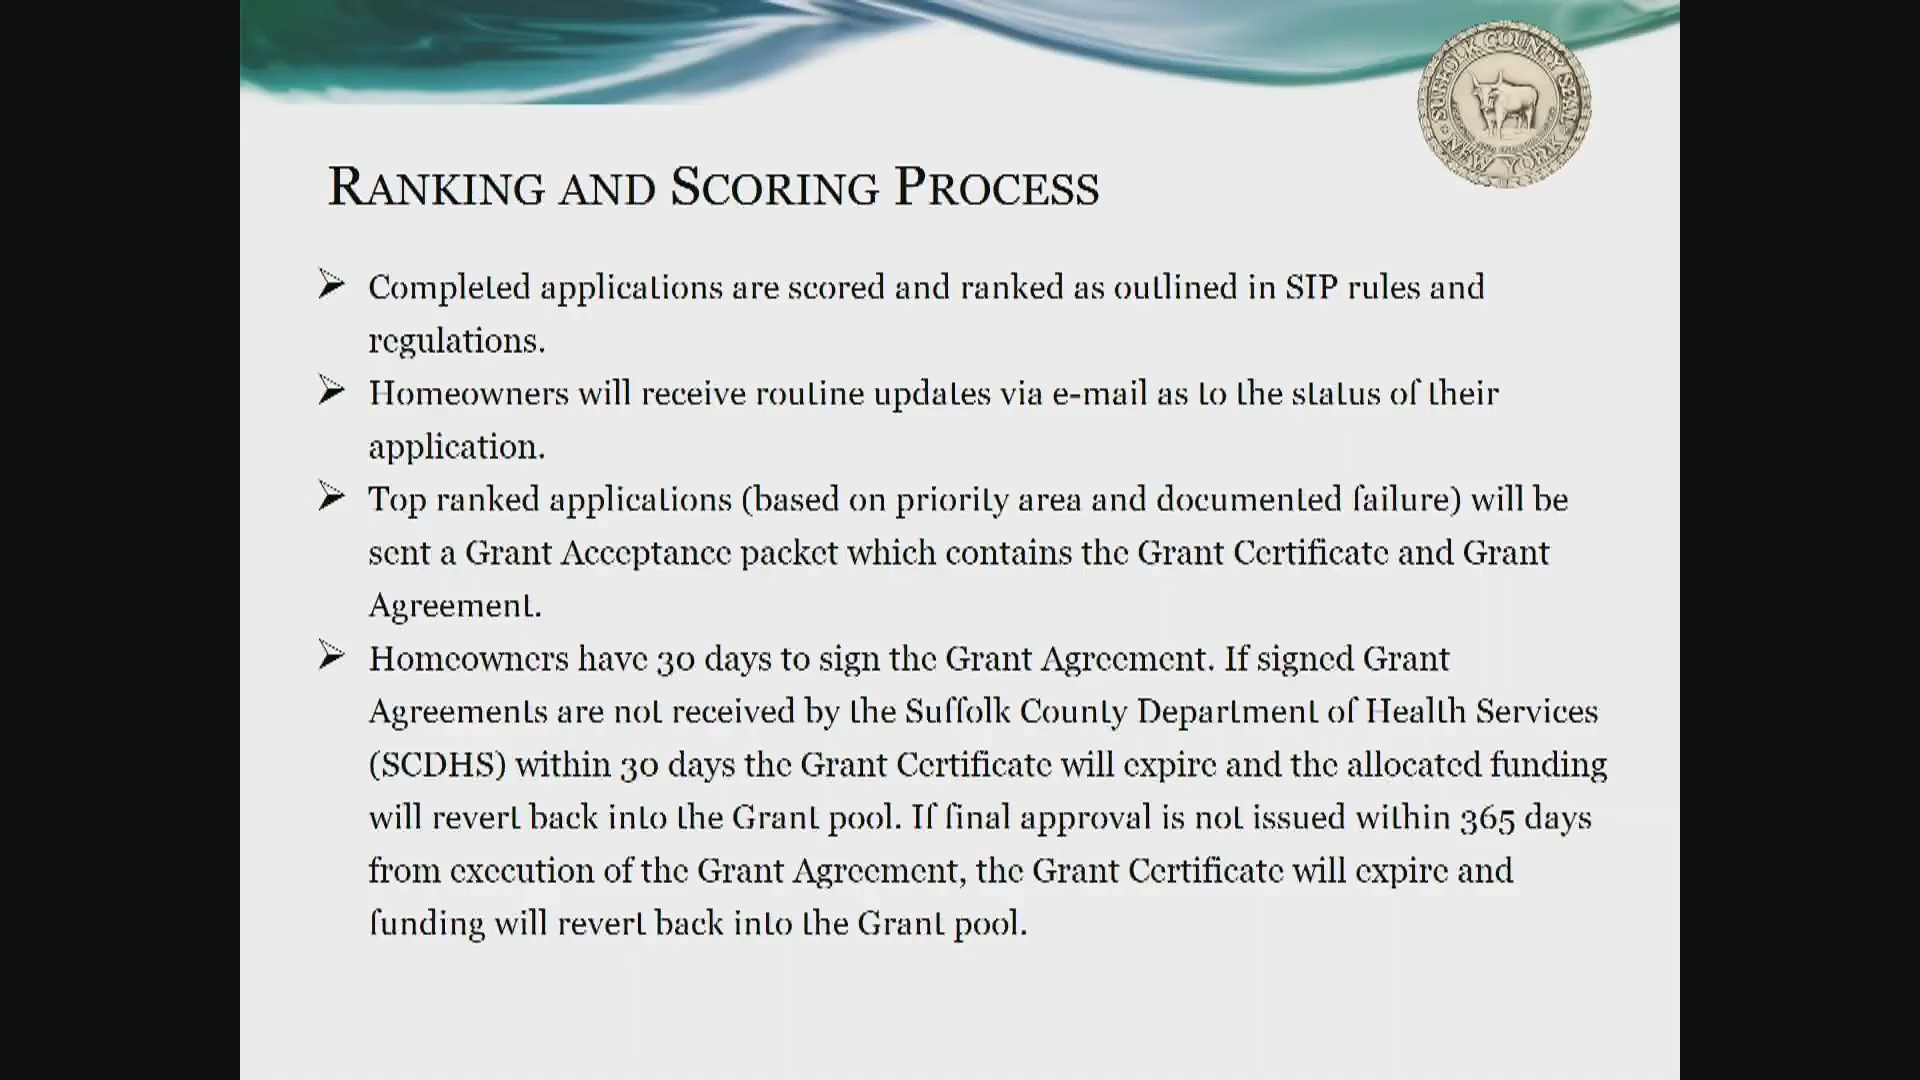 SUFFOLK COUNTY SEAL
NEW YORK
RANKING AND SCORING PROCESS
Completed applications are scored and ranked as outlined in SIP rules and
regulations.
Homeowners will receive routine updates via e-mail as to the status of their
application.
Top ranked applications (based on priority area and documented failure) will be
sent a Grant Acceptance packet which contains the Grant Certificate and Grant
Agreement.
Homeowners have 30 days to sign the Grant Agreement. If signed Grant
Agreements are not received by the Suffolk County Department of Health Services
(SCDHS) within 30 days the Grant Certificate will expire and the allocated funding
will revert back into the Grant pool. If final approval is not issued within 365 days
from execution of the Grant Agreement, the Grant Certificate will expire and
funding will revert back into the Grant pool.